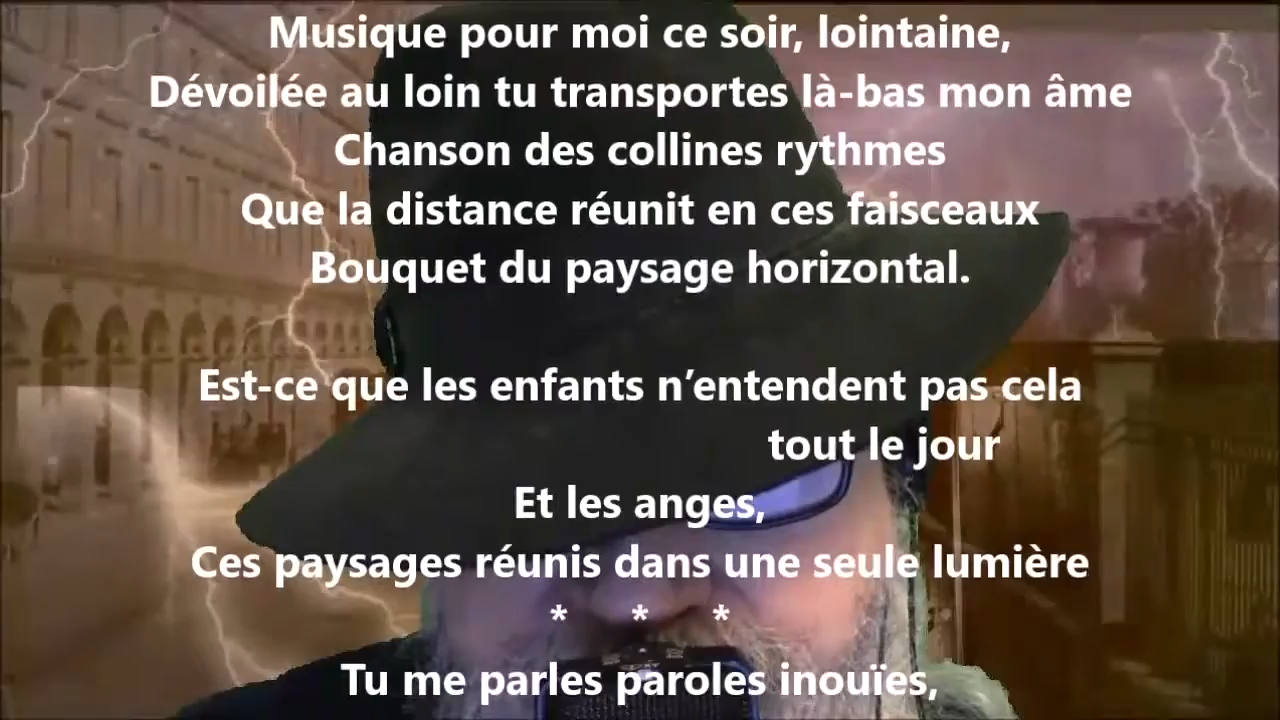 Musique pour moi ce soir, lointaine,
Dévoilée au loin tu transportes là-bas mon âme
Chanson des collines rythmes
Que la distance réunit en ces faisceaux
Bouquet du paysage horizontal.
Est-ce que les enfants n’entendent pas cela
tout le jour
Et les anges,
Ces paysages réunis dans une seule lumière
* * *
Tu me parles paroles inouïes,